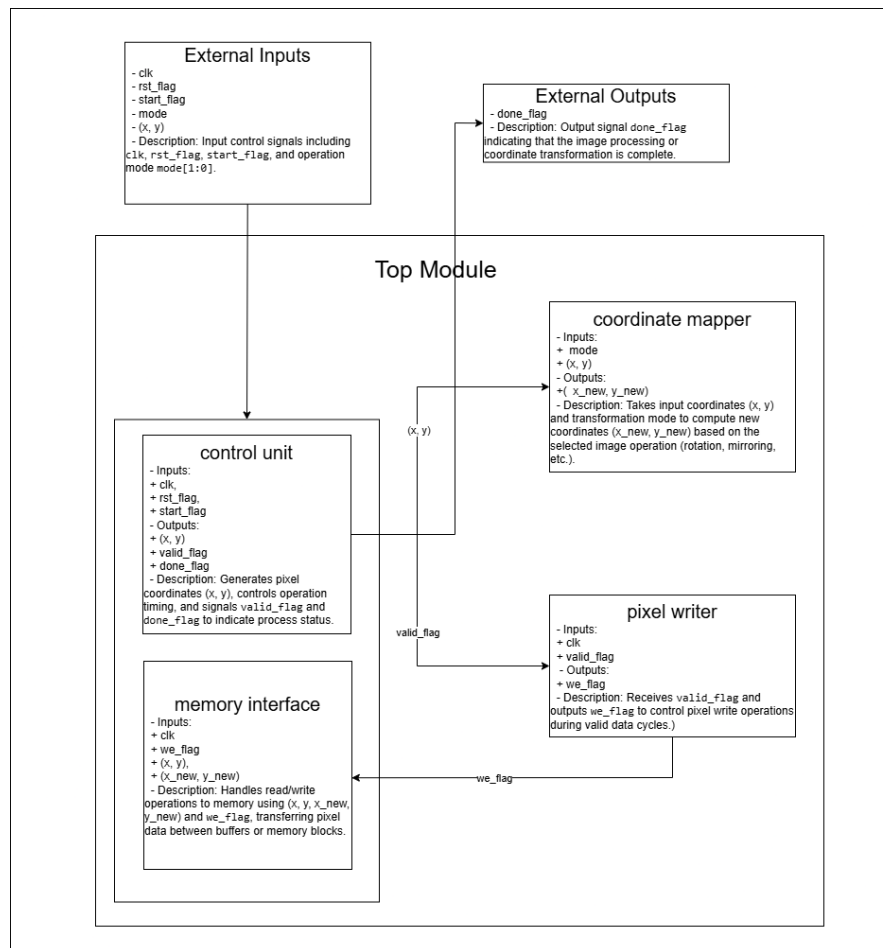 External Inputs
- clk
- rst_flag
- start_flag
- mode
- (x, y)
- Description: Input control signals including
clk, rst_flag, start_flag, and operation
mode mode[1:0].
External Outputs
- done_flag
- Description: Output signal done_flag
indicating that the image processing or
coordinate transformation is complete.
Top Module
coordinate mapper
- Inputs:
+ mode
+ (x, y)
- Outputs:
+( x_new, y_new)
- Description: Takes input coordinates (x, y)
and transformation mode to compute new
coordinates (x_new, y_new) based on the
selected image operation (rotation, mirroring,
etc.).
(x, y)
control unit
- Inputs:
+ clk,
+ rst_flag,
+ start_flag
- Outputs:
+ (x, y)
+ valid_flag
+ done_flag
- Description: Generates pixel
coordinates (x, y), controls operation
timing, and signals valid_flag and
done_flag to indicate process status.
valid_flag
pixel writer
- Inputs:
+ clk
+ valid_flag
- Outputs:
+ we_flag
- Description: Receives valid_flag and
outputs we_flag to control pixel write operations
during valid data cycles.)
memory interface
- Inputs:
+ clk
+ we_flag
+ (x, y),
+ (x_new, y_new)
- Description: Handles read/write
operations to memory using (x, y, x_new,
y_new) and we_flag, transferring pixel
data between buffers or memory blocks.
we_flag